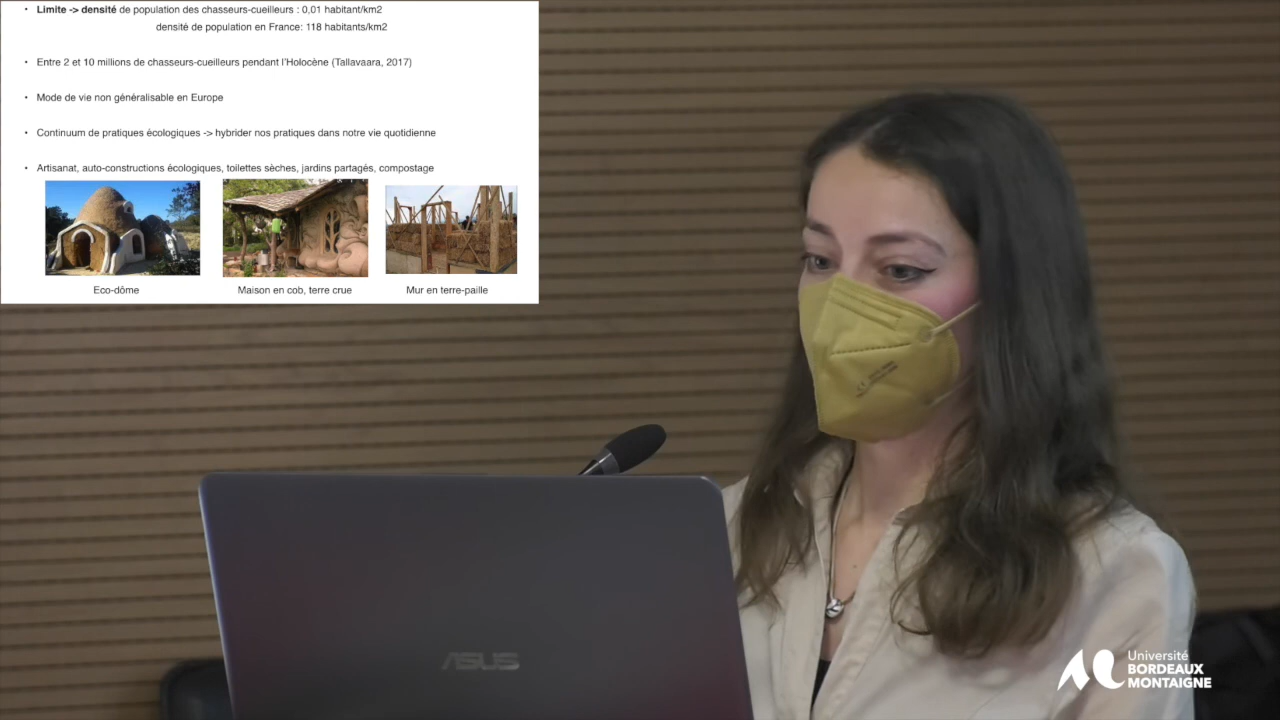 • Limite -> densité de population des chasseurs-cueilleurs : 0,01 habitant/km2
densité de population en France: 118 habitants/km2
• Entre 2 et 10 millions de chasseurs-cueilleurs pendant l'Holocène (Tallavaara, 2017)
• Mode de vie non généralisable en Europe
• Continuum de pratiques écologiques -> hybrider nos pratiques dans notre vie quotidienne
• Artisanat, auto-constructions écologiques, toilettes sèches, jardins partagés, compostage
Eco-dôme
Maison en cob, terre crue
Mur en terre-paille
ASUS
Université
BORDEAUX
MONTAIGNE